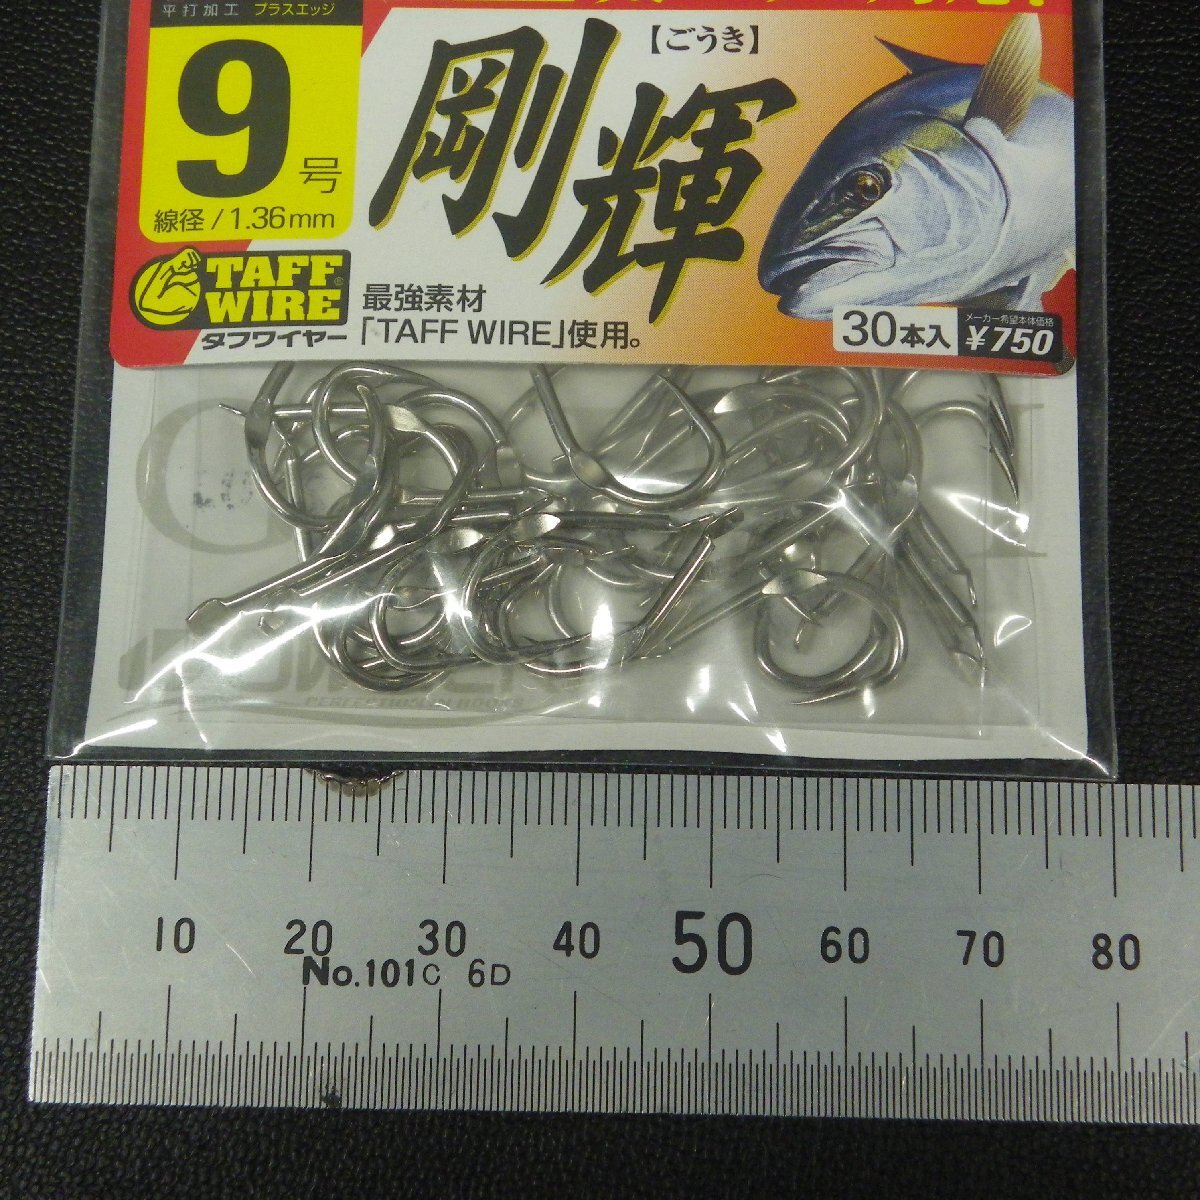 平打加工 プラスエッジ
9号
線径/1.36mm
【ごうき】
剛輝
TAFF
WIRE®
タフワイヤー
最強素材
「TAFF WIRE」使用。
30本入
メーカー希望本体価格
¥750
10 20 30 40 50 60 70 80
No.101C 6D